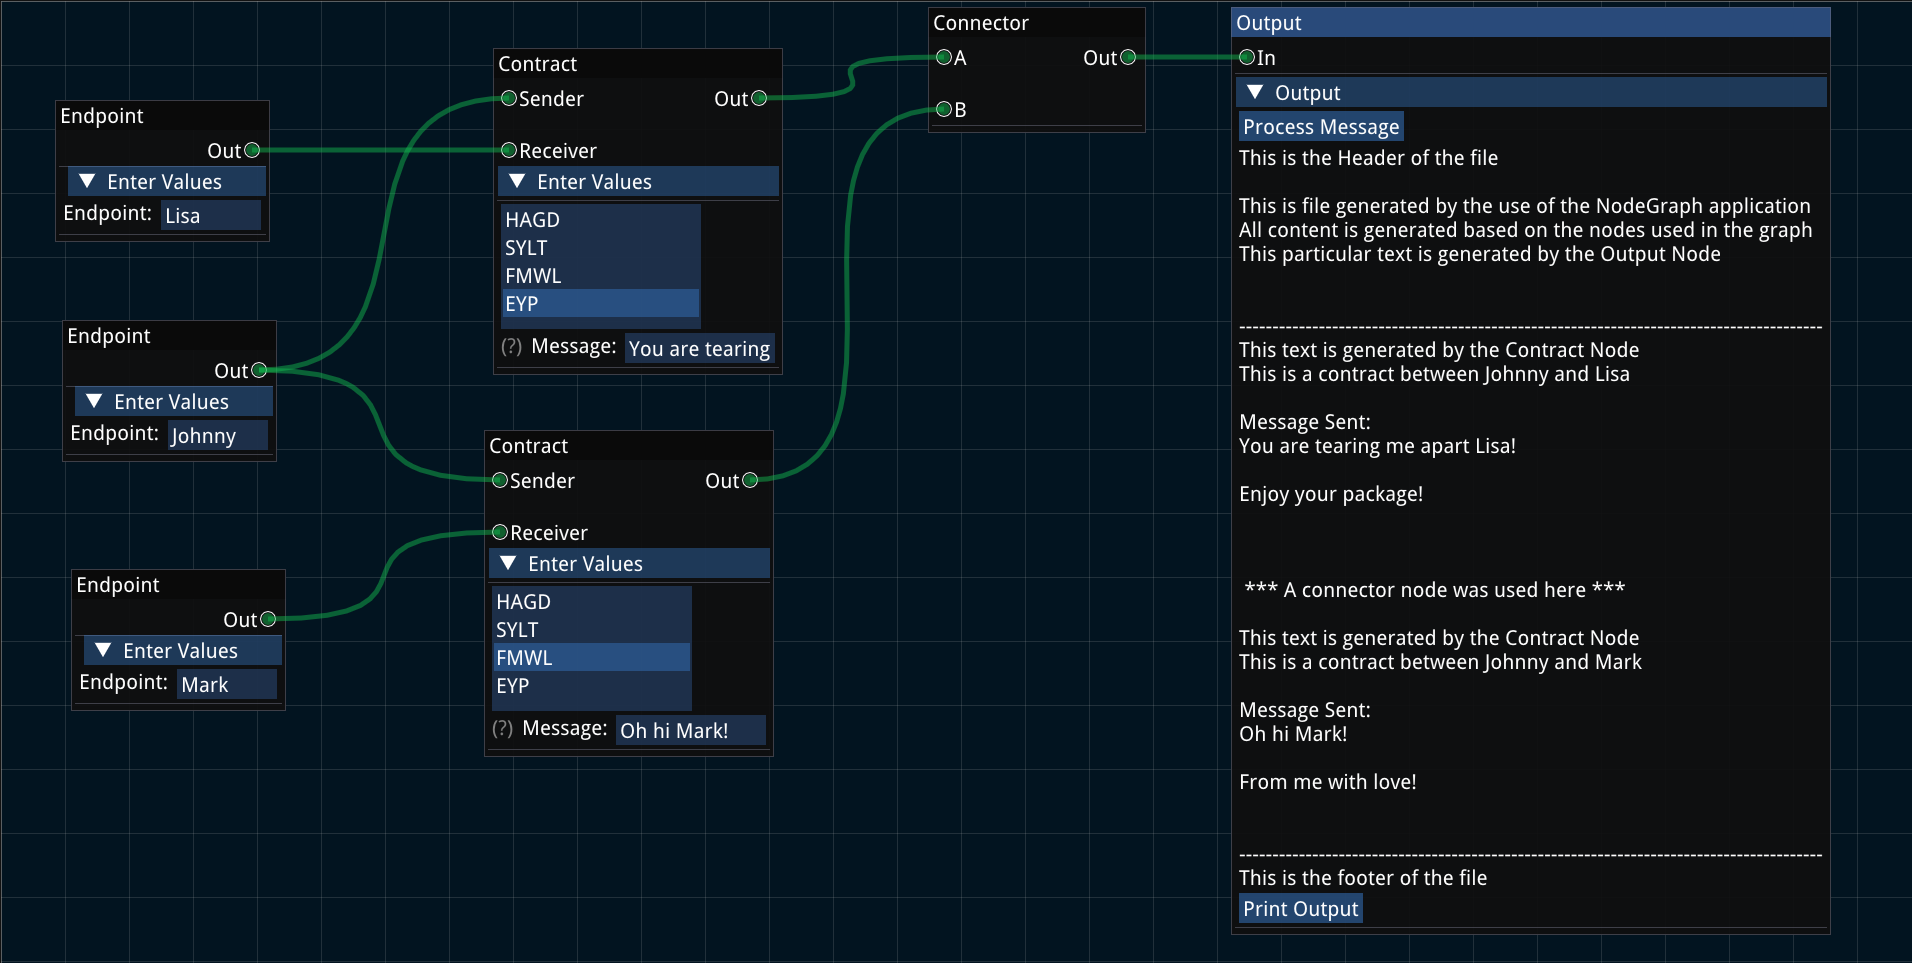 Endpoint
Out
Enter Values
Endpoint: Lisa
Endpoint
Out
Enter Values
Endpoint: Johnny
Endpoint
Out
Enter Values
Endpoint: Mark
Contract
Sender Out
Receiver
Enter Values
HAGD
SYLT
FMWL
EYP
(?) Message: You are tearing
Contract
Sender Out
Receiver
Enter Values
HAGD
SYLT
FMWL
EYP
(?) Message: Oh hi Mark!
Connector
A Out
B
Output
In
Output
Process Message
This is the Header of the file
This is file generated by the use of the NodeGraph application
All content is generated based on the nodes used in the graph
This particular text is generated by the Output Node
----------------------------------------------------------------------------------------
This text is generated by the Contract Node
This is a contract between Johnny and Lisa
Message Sent:
You are tearing me apart Lisa!
Enjoy your package!
*** A connector node was used here ***
This text is generated by the Contract Node
This is a contract between Johnny and Mark
Message Sent:
Oh hi Mark!
From me with love!
----------------------------------------------------------------------------------------
This is the footer of the file
Print Output